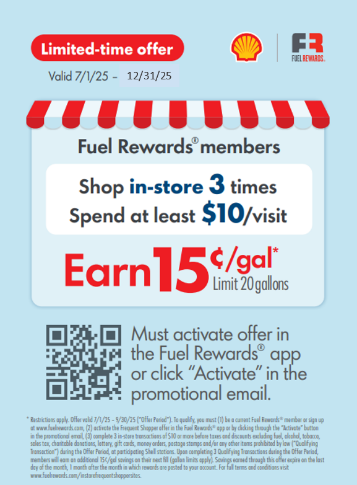 Limited-time offer
Valid 7/1/25 – 12/31/25
FUEL REWARDS.
Fuel Rewards® members
Shop in-store 3 times
Spend at least $10/visit
Earn 15¢/gal*
Limit 20 gallons
Must activate offer in
the Fuel Rewards® app
or click “Activate” in the
promotional email.
* Restrictions apply. Offer valid 7/1/25 - 9/30/25 ("Offer Period"). To qualify, you must (1) be a current Fuel Rewards® member or sign up
at www.fuelrewards.com, (2) activate the Frequent Shopper offer in the Fuel Rewards® app or by clicking through the "Activate" button
in the promotional email, (3) complete 3 in-store transactions of $10 or more before taxes and discounts excluding fuel, alcohol, tobacco,
sales tax, charitable directions, lottery, gift cards, money orders, postage stamps and/or any other items prohibited by law ("Qualifying
Transaction") during the Offer Period, at participating Shell stations. Upon completing 3 Qualifying Transactions during the Offer Period,
members will earn an additional 15¢/gal savings on their next fill (gallon limits apply). Savings earned through this offer expire on the last
day of the month, 1 month after the month in which rewards are posted to your account. For full terms and conditions visit
www.fuelrewards.com/instorefrequentshopperoffers.